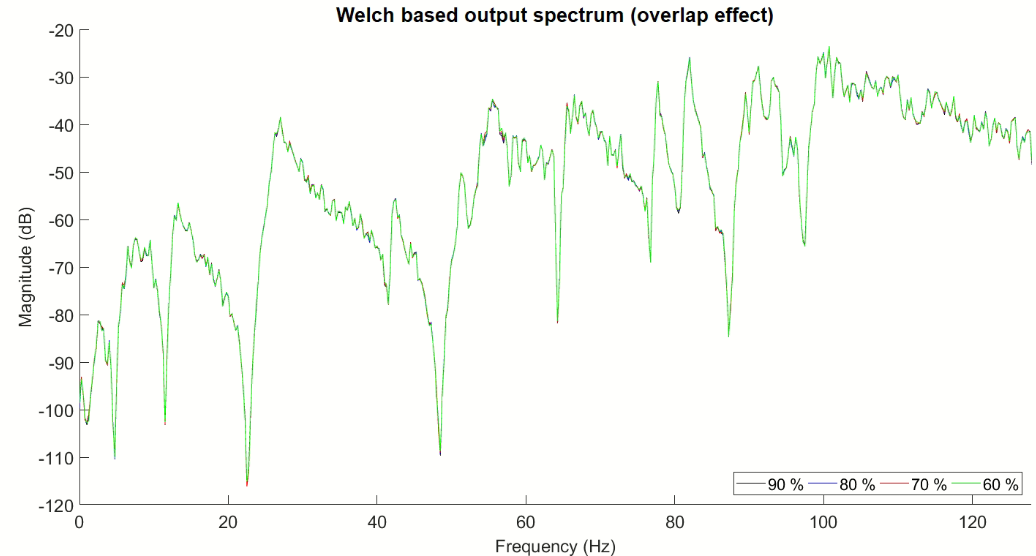 Welch based output spectrum (overlap effect)
-20
-30
-40
-50
-60
-70
-80
-90
-100
-110
-120
Magnitude (dB)
90 % 80 % 70 % 60 %
0 20 40 60 80 100 120
Frequency (Hz)